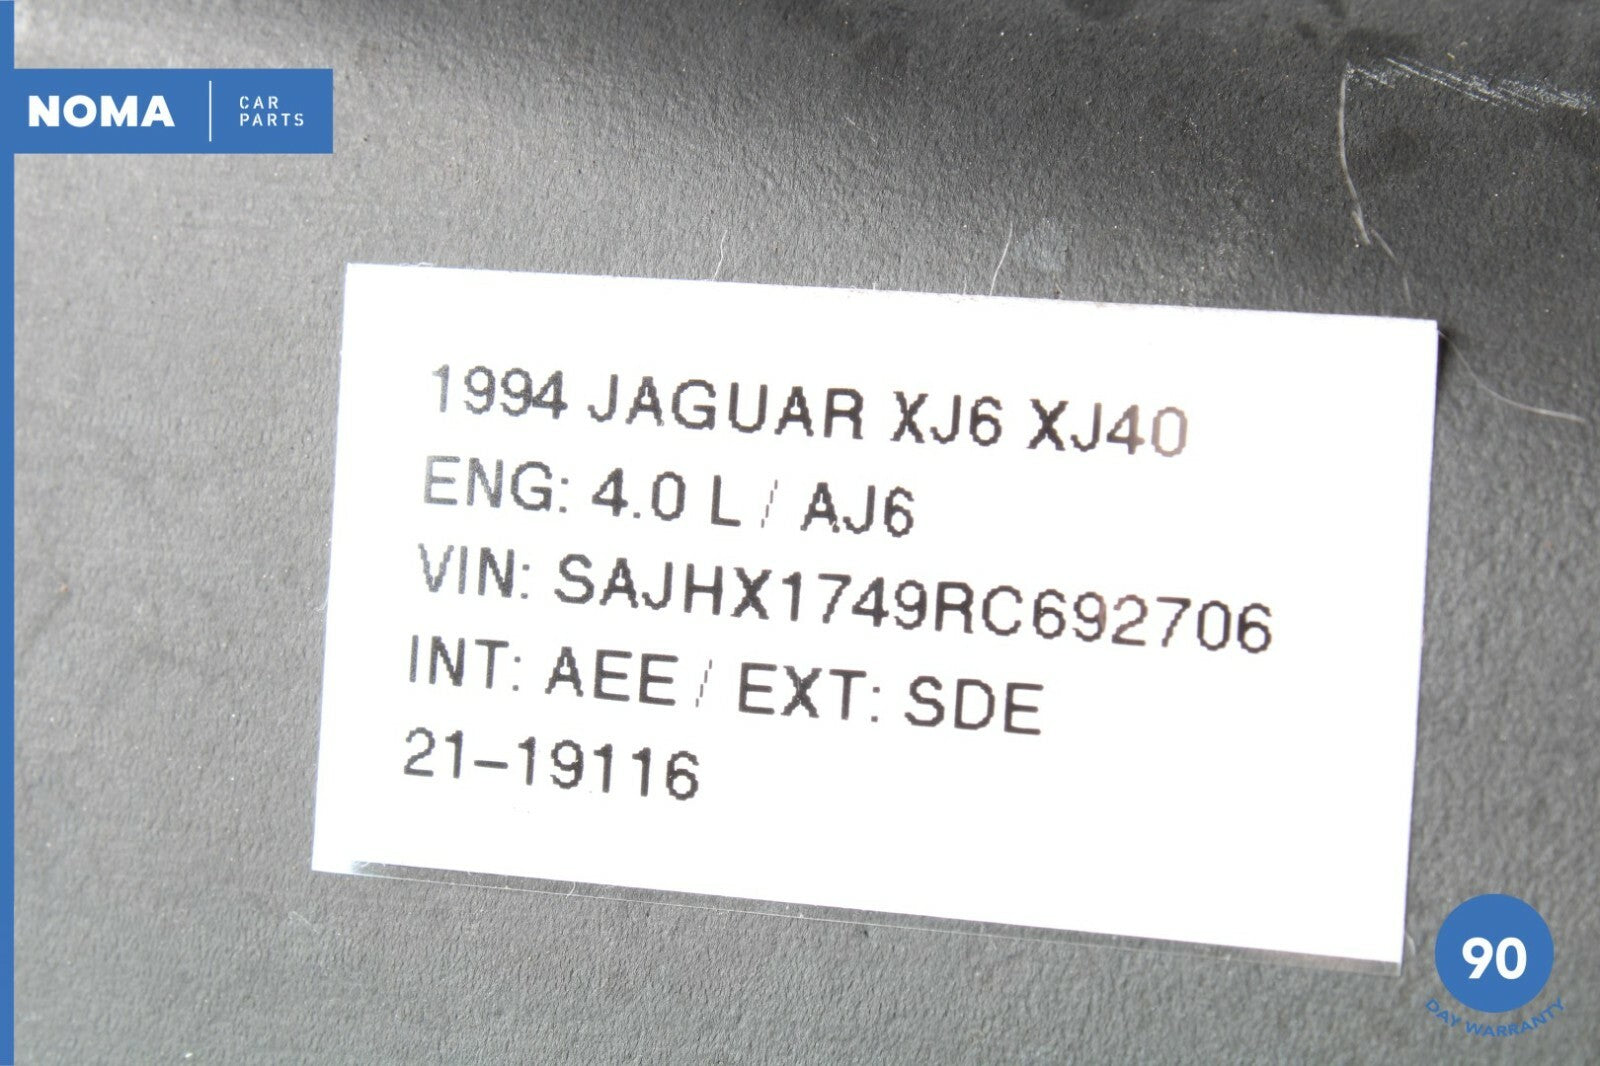 NOMA
CAR
PARTS
1994 JAGUAR XJ6 XJ40
ENG: 4.0 L / AJ6
VIN: SAJHX1749RC692706
INT: AEE / EXT: SDE
21-19116
90
DAY WARRANTY